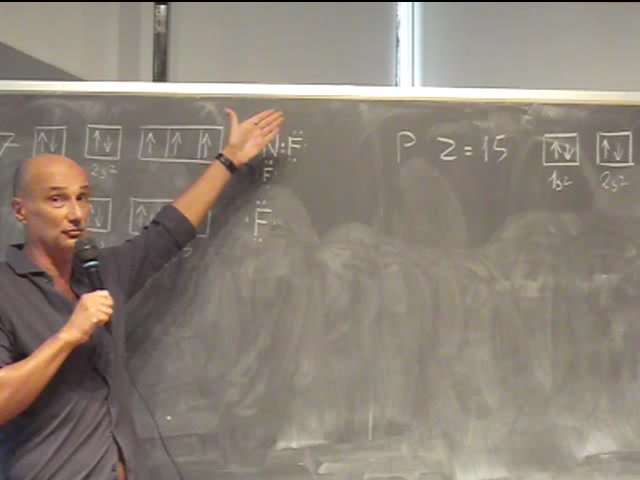 7 ↑↓ ↑↓ ↑ ↑ ↑ N:F P Z=15 ↑↓ ↑↓
2s² F 1s² 2s²
↑↓ ↑ F